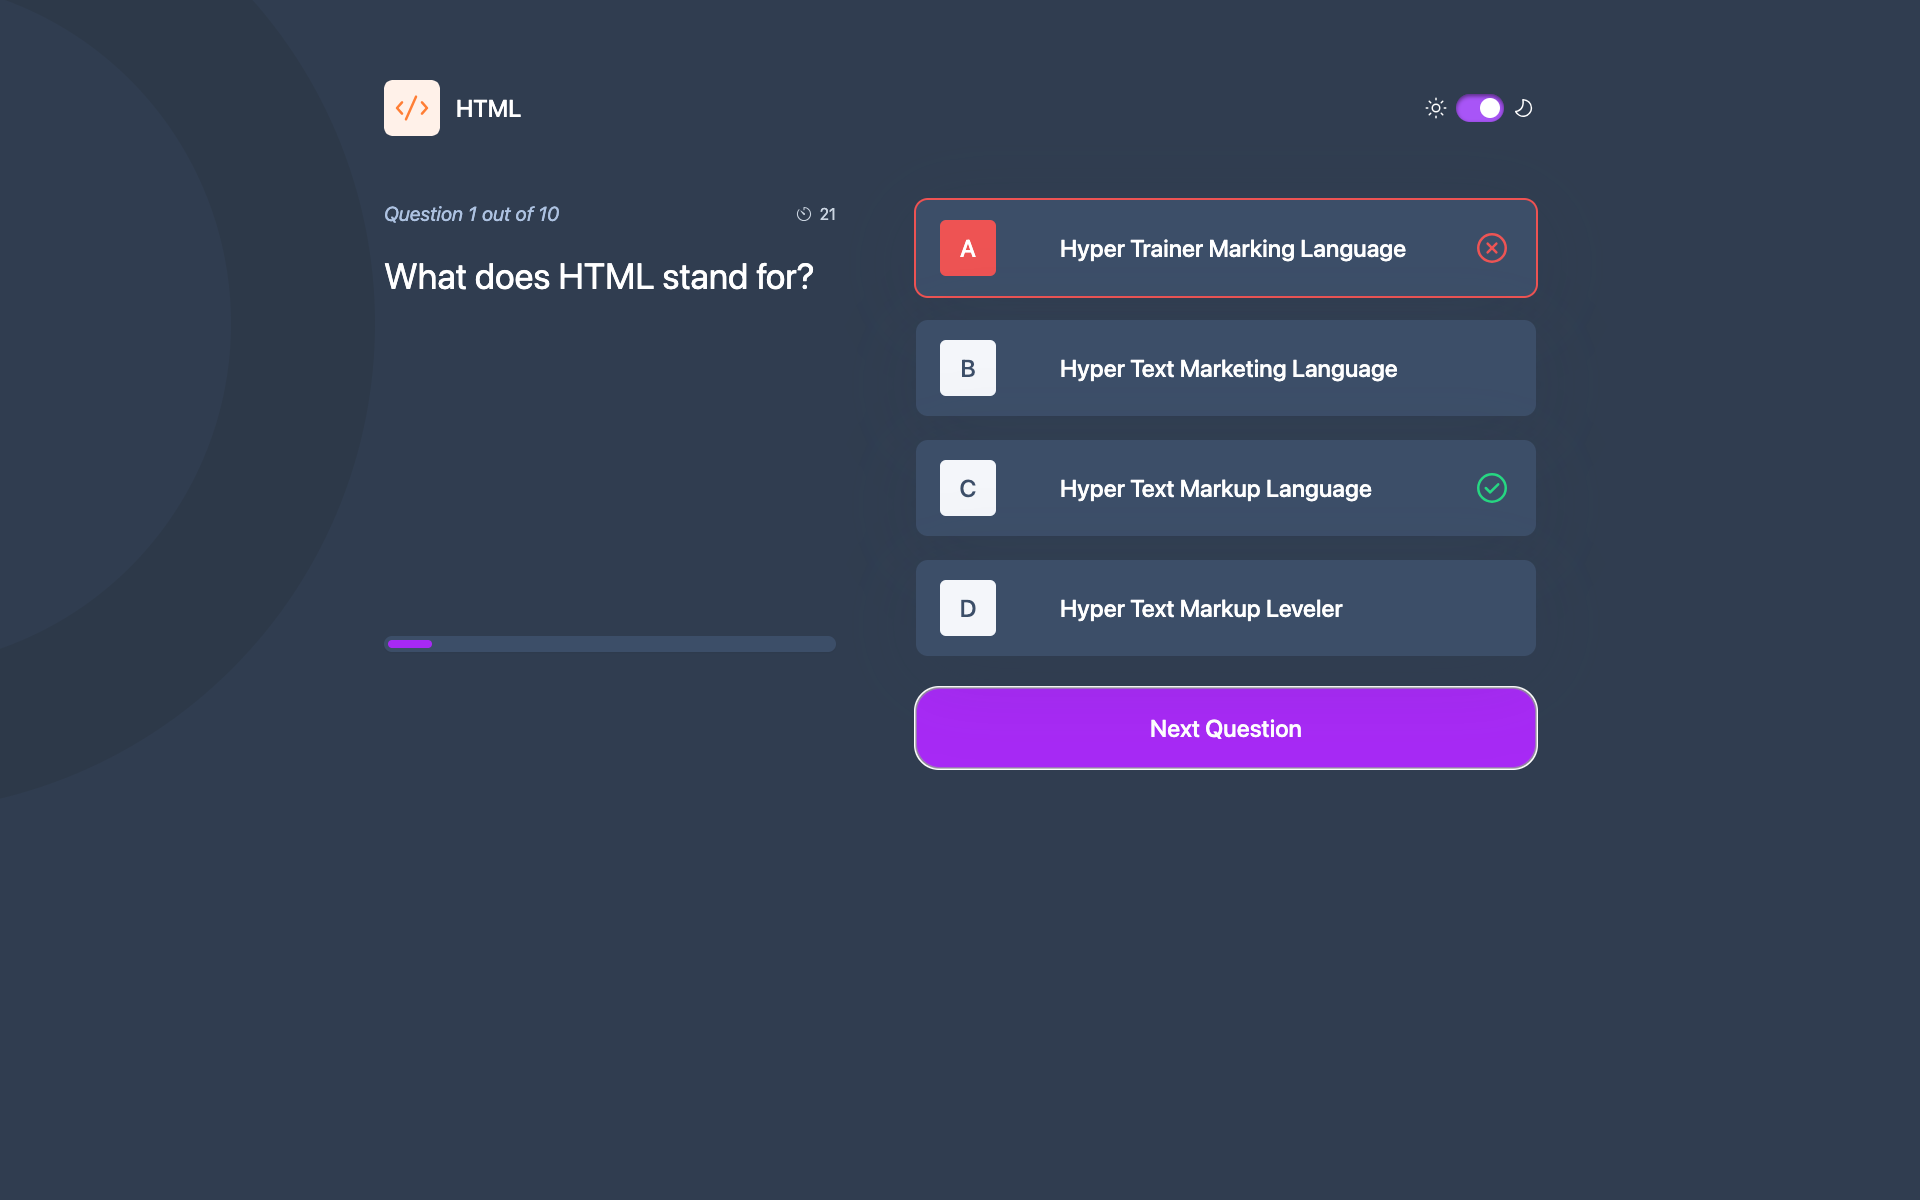 HTML
Question 1 out of 10
21
What does HTML stand for?
A
Hyper Trainer Marking Language
B
Hyper Text Marketing Language
C
Hyper Text Markup Language
D
Hyper Text Markup Leveler
Next Question